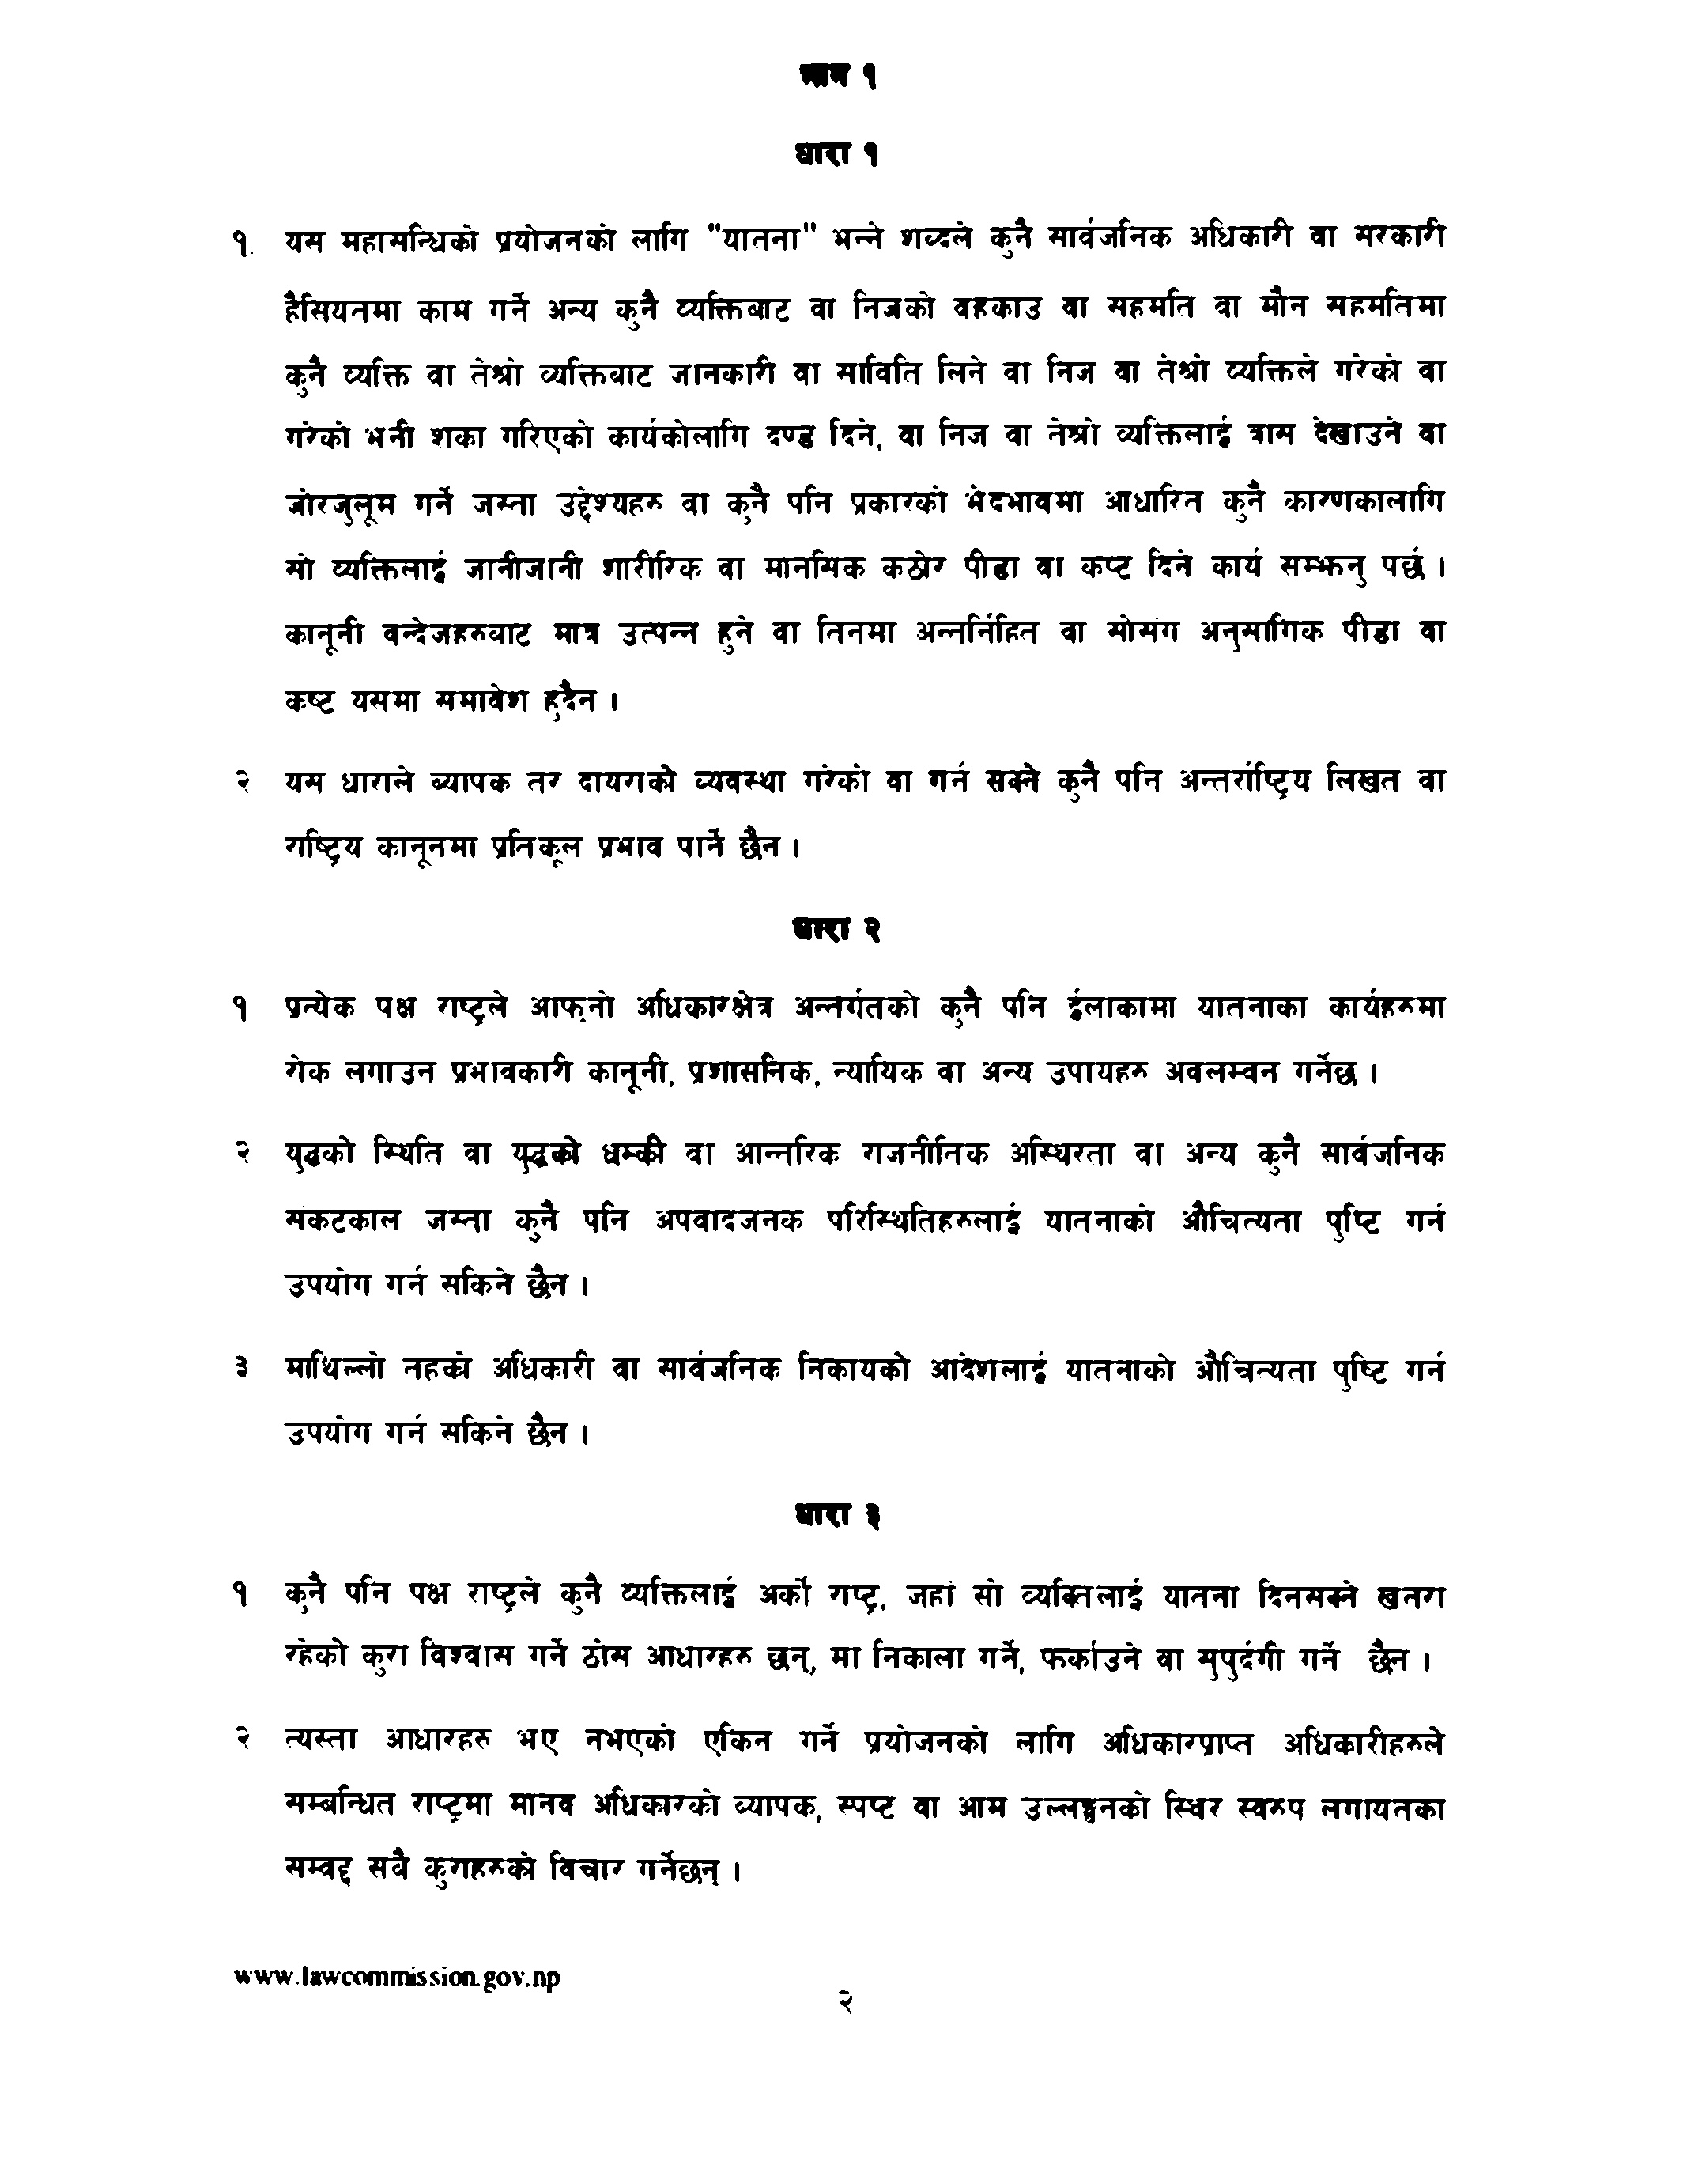 भाग १
धारा १
१. यस महासन्धिको प्रयोजनको लागि "यातना" भन्ने शब्दले कुनै सार्वजनिक अधिकारी वा सरकारी
हैसियतमा काम गर्ने अन्य कुनै व्यक्तिबाट वा निजको वहकाउ वा सहमति वा मौन सहमतिमा
कुनै व्यक्ति वा तेश्रो व्यक्तिवाट जानकारी वा साविति लिने वा निज वा तेश्रो व्यक्तिले गरेको वा
गरेको भनी शंका गरिएको कार्यकोलागि दण्ड दिने, वा निज वा तेश्रो व्यक्तिलाई त्रास देखाउने वा
जोरजुलूम गर्ने जस्ता उद्देश्यहरु वा कुनै पनि प्रकारको भेदभावमा आधारित कुनै कारणकालागि
सो व्यक्तिलाई जानीजानी शारीरिक वा मानसिक कठोर पीडा वा कष्ट दिने कार्य सम्झनु पर्छ ।
कानूनी वन्देजहरुवाट मात्र उत्पन्न हुने वा तिनमा अन्तर्निहित वा सोसंग अनुसांगिक पीडा वा
कष्ट यसमा समावेश हुदैन ।
२ यस धाराले व्यापक तर दायराको व्यवस्था गरेको वा गर्न सक्ने कुनै पनि अन्तर्राष्ट्रिय लिखत वा
राष्ट्रिय कानूनमा प्रतिकूल प्रभाव पार्ने छैन ।
धारा २
१ प्रत्येक पक्ष राष्ट्रले आफ्नो अधिकारक्षेत्र अन्तर्गतको कुनै पनि ईलाकामा यातनाका कार्यहरुमा
रोक लगाउन प्रभावकारी कानूनी, प्रशासनिक, न्यायिक वा अन्य उपायहरु अवलम्वन गर्नेछ ।
२ युद्धको स्थिति वा युद्धको धम्की वा आन्तरिक राजनीतिक अस्थिरता वा अन्य कुनै सार्वजनिक
संकटकाल जस्ता कुनै पनि अपवादजनक परिस्थितिहरुलाई यातनाको औचित्यता पुष्टि गर्न
उपयोग गर्न सकिने छैन ।
३ माथिल्लो तहको अधिकारी वा सार्वजनिक निकायको आदेशलाई यातनाको औचित्यता पुष्टि गर्न
उपयोग गर्न सकिने छैन ।
धारा ३
१ कुनै पनि पक्ष राष्ट्रले कुनै व्यक्तिलाई अर्को राष्ट्र, जहां सो व्यक्तिलाई यातना दिनसक्ने खतरा
रहेको कुरा विश्वास गर्ने ठोस आधारहरु छन्, मा निकाला गर्ने, फर्काउने वा सुपुर्दगी गर्ने छैन ।
२ त्यस्ता आधारहरु भए नभएको एकिन गर्ने प्रयोजनको लागि अधिकारप्राप्त अधिकारीहरुले
सम्बन्धित राष्ट्रमा मानव अधिकारको व्यापक, स्पष्ट वा आम उल्लङ्घनको स्थिर स्वरुप लगायतका
सम्वद्द सवै कुराहरुको विचार गर्नेछन् ।
www.lawcommission.gov.np
२